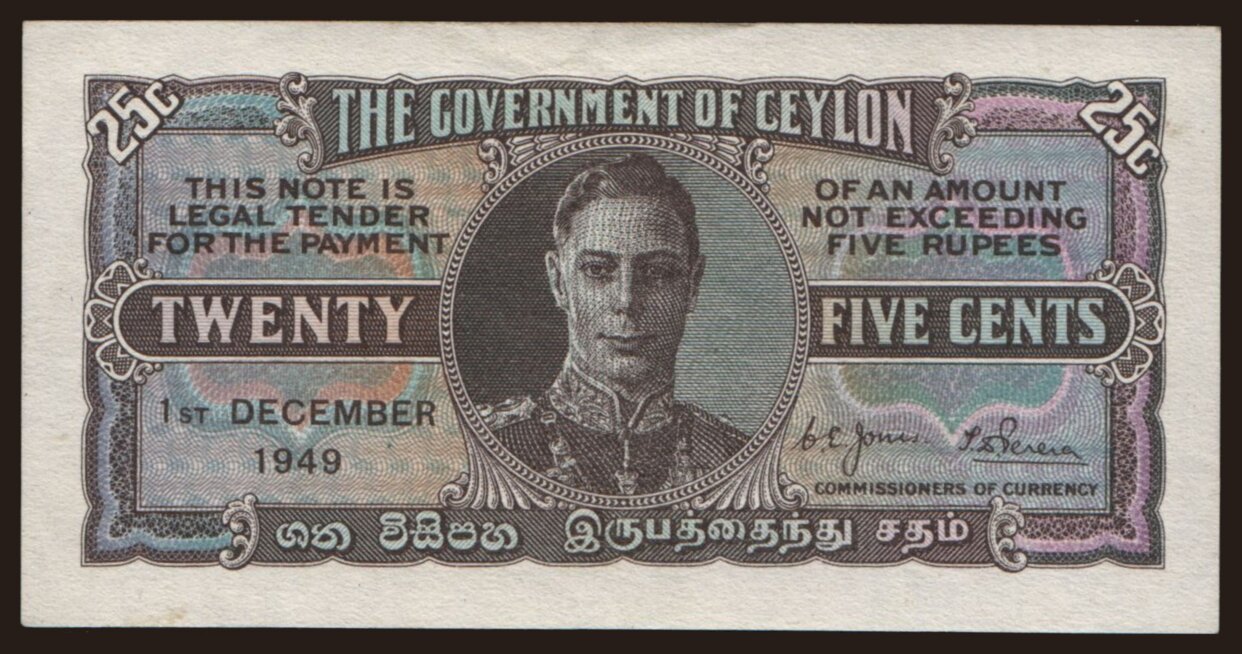 25c
THE GOVERNMENT OF CEYLON
25c
THIS NOTE IS
LEGAL TENDER
FOR THE PAYMENT
OF AN AMOUNT
NOT EXCEEDING
FIVE RUPEES
TWENTY
FIVE CENTS
1ST DECEMBER
1949
C.E. Jones
COMMISSIONERS OF CURRENCY
ශත විසිපහ
இருபத்தைந்து சதம்